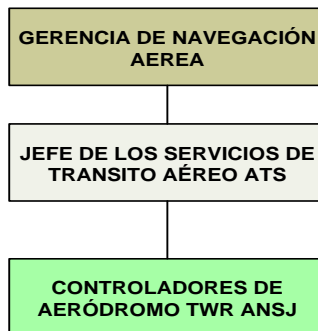 GERENCIA DE NAVEGACIÓN
AEREA
JEFE DE LOS SERVICIOS DE
TRANSITO AÉREO ATS
CONTROLADORES DE
AERÓDROMO TWR ANSJ